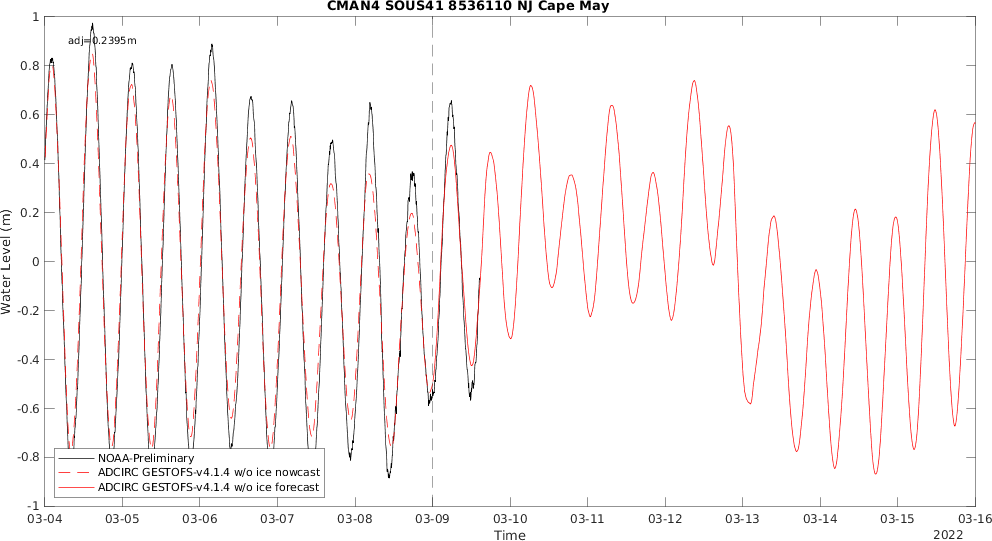 CMAN4 SOUS41 8536110 NJ Cape May
adj=0.2395m
Water Level (m)
1
0.8
0.6
0.4
0.2
0
-0.2
-0.4
-0.6
-0.8
-1
NOAA-Preliminary
ADCIRC GESTOFS-v4.1.4 w/o ice nowcast
ADCIRC GESTOFS-v4.1.4 w/o ice forecast
03-04 03-05 03-06 03-07 03-08 03-09 03-10 03-11 03-12 03-13 03-14 03-15 03-16
Time
2022